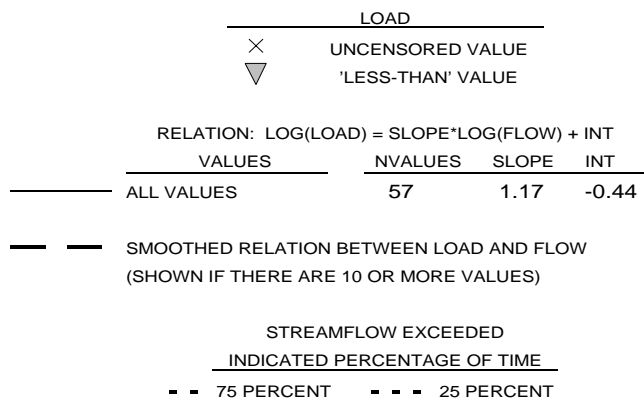 LOAD
UNCENSORED VALUE
'LESS-THAN' VALUE
RELATION: LOG(LOAD) = SLOPE*LOG(FLOW) + INT
VALUES NVALUES SLOPE INT
ALL VALUES 57 1.17 -0.44
SMOOTHED RELATION BETWEEN LOAD AND FLOW
(SHOWN IF THERE ARE 10 OR MORE VALUES)
STREAMFLOW EXCEEDED
INDICATED PERCENTAGE OF TIME
75 PERCENT 25 PERCENT